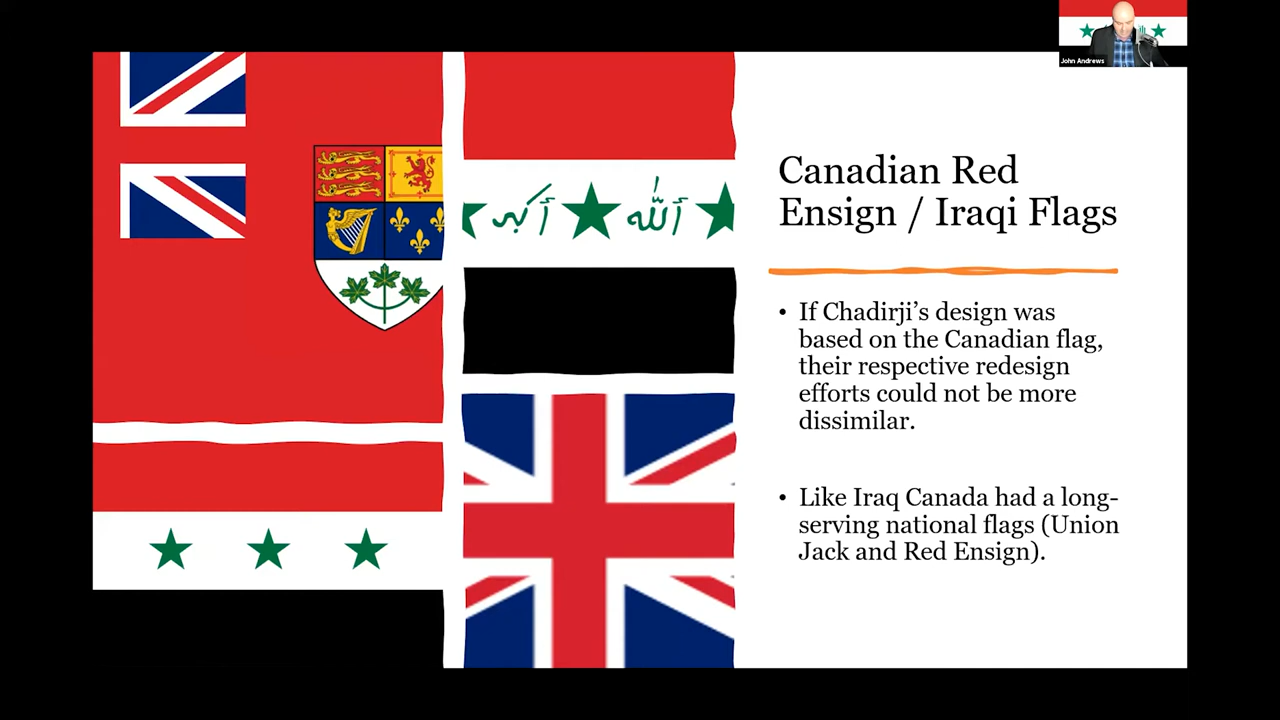 John Andrews
أكبر ★ ألله
Canadian Red
Ensign / Iraqi Flags
• If Chadirji’s design was
based on the Canadian flag,
their respective redesign
efforts could not be more
dissimilar.
• Like Iraq Canada had a long-
serving national flags (Union
Jack and Red Ensign).